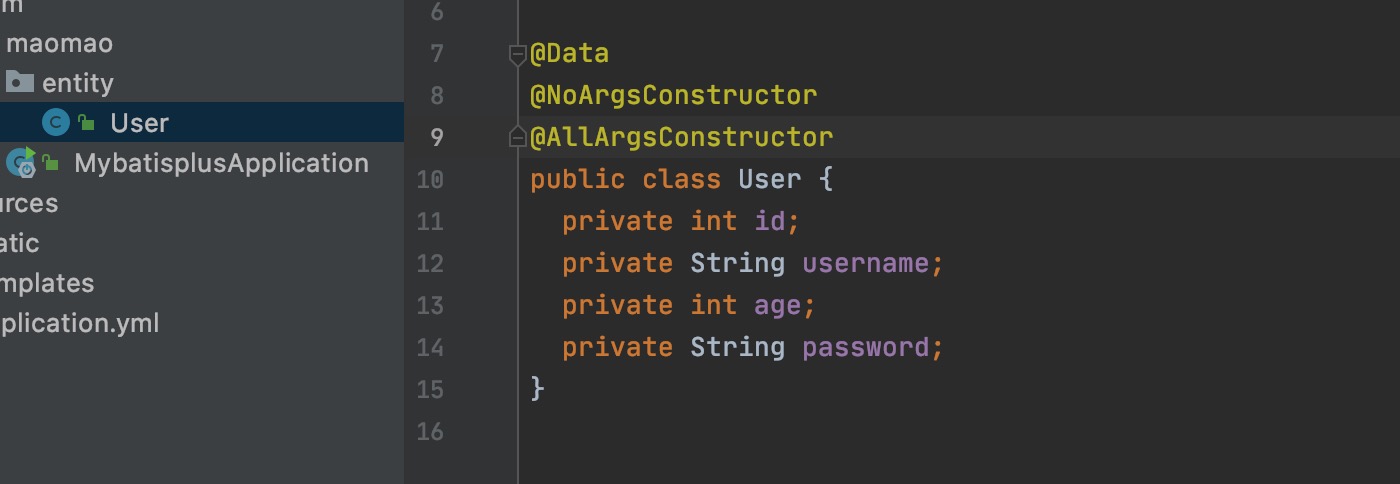 m
maomao
entity
User
MybatisplusApplication
urces
atic
mplates
plication.yml
6
7 @Data
8 @NoArgsConstructor
9 @AllArgsConstructor
10 public class User {
11 private int id;
12 private String username;
13 private int age;
14 private String password;
15 }
16